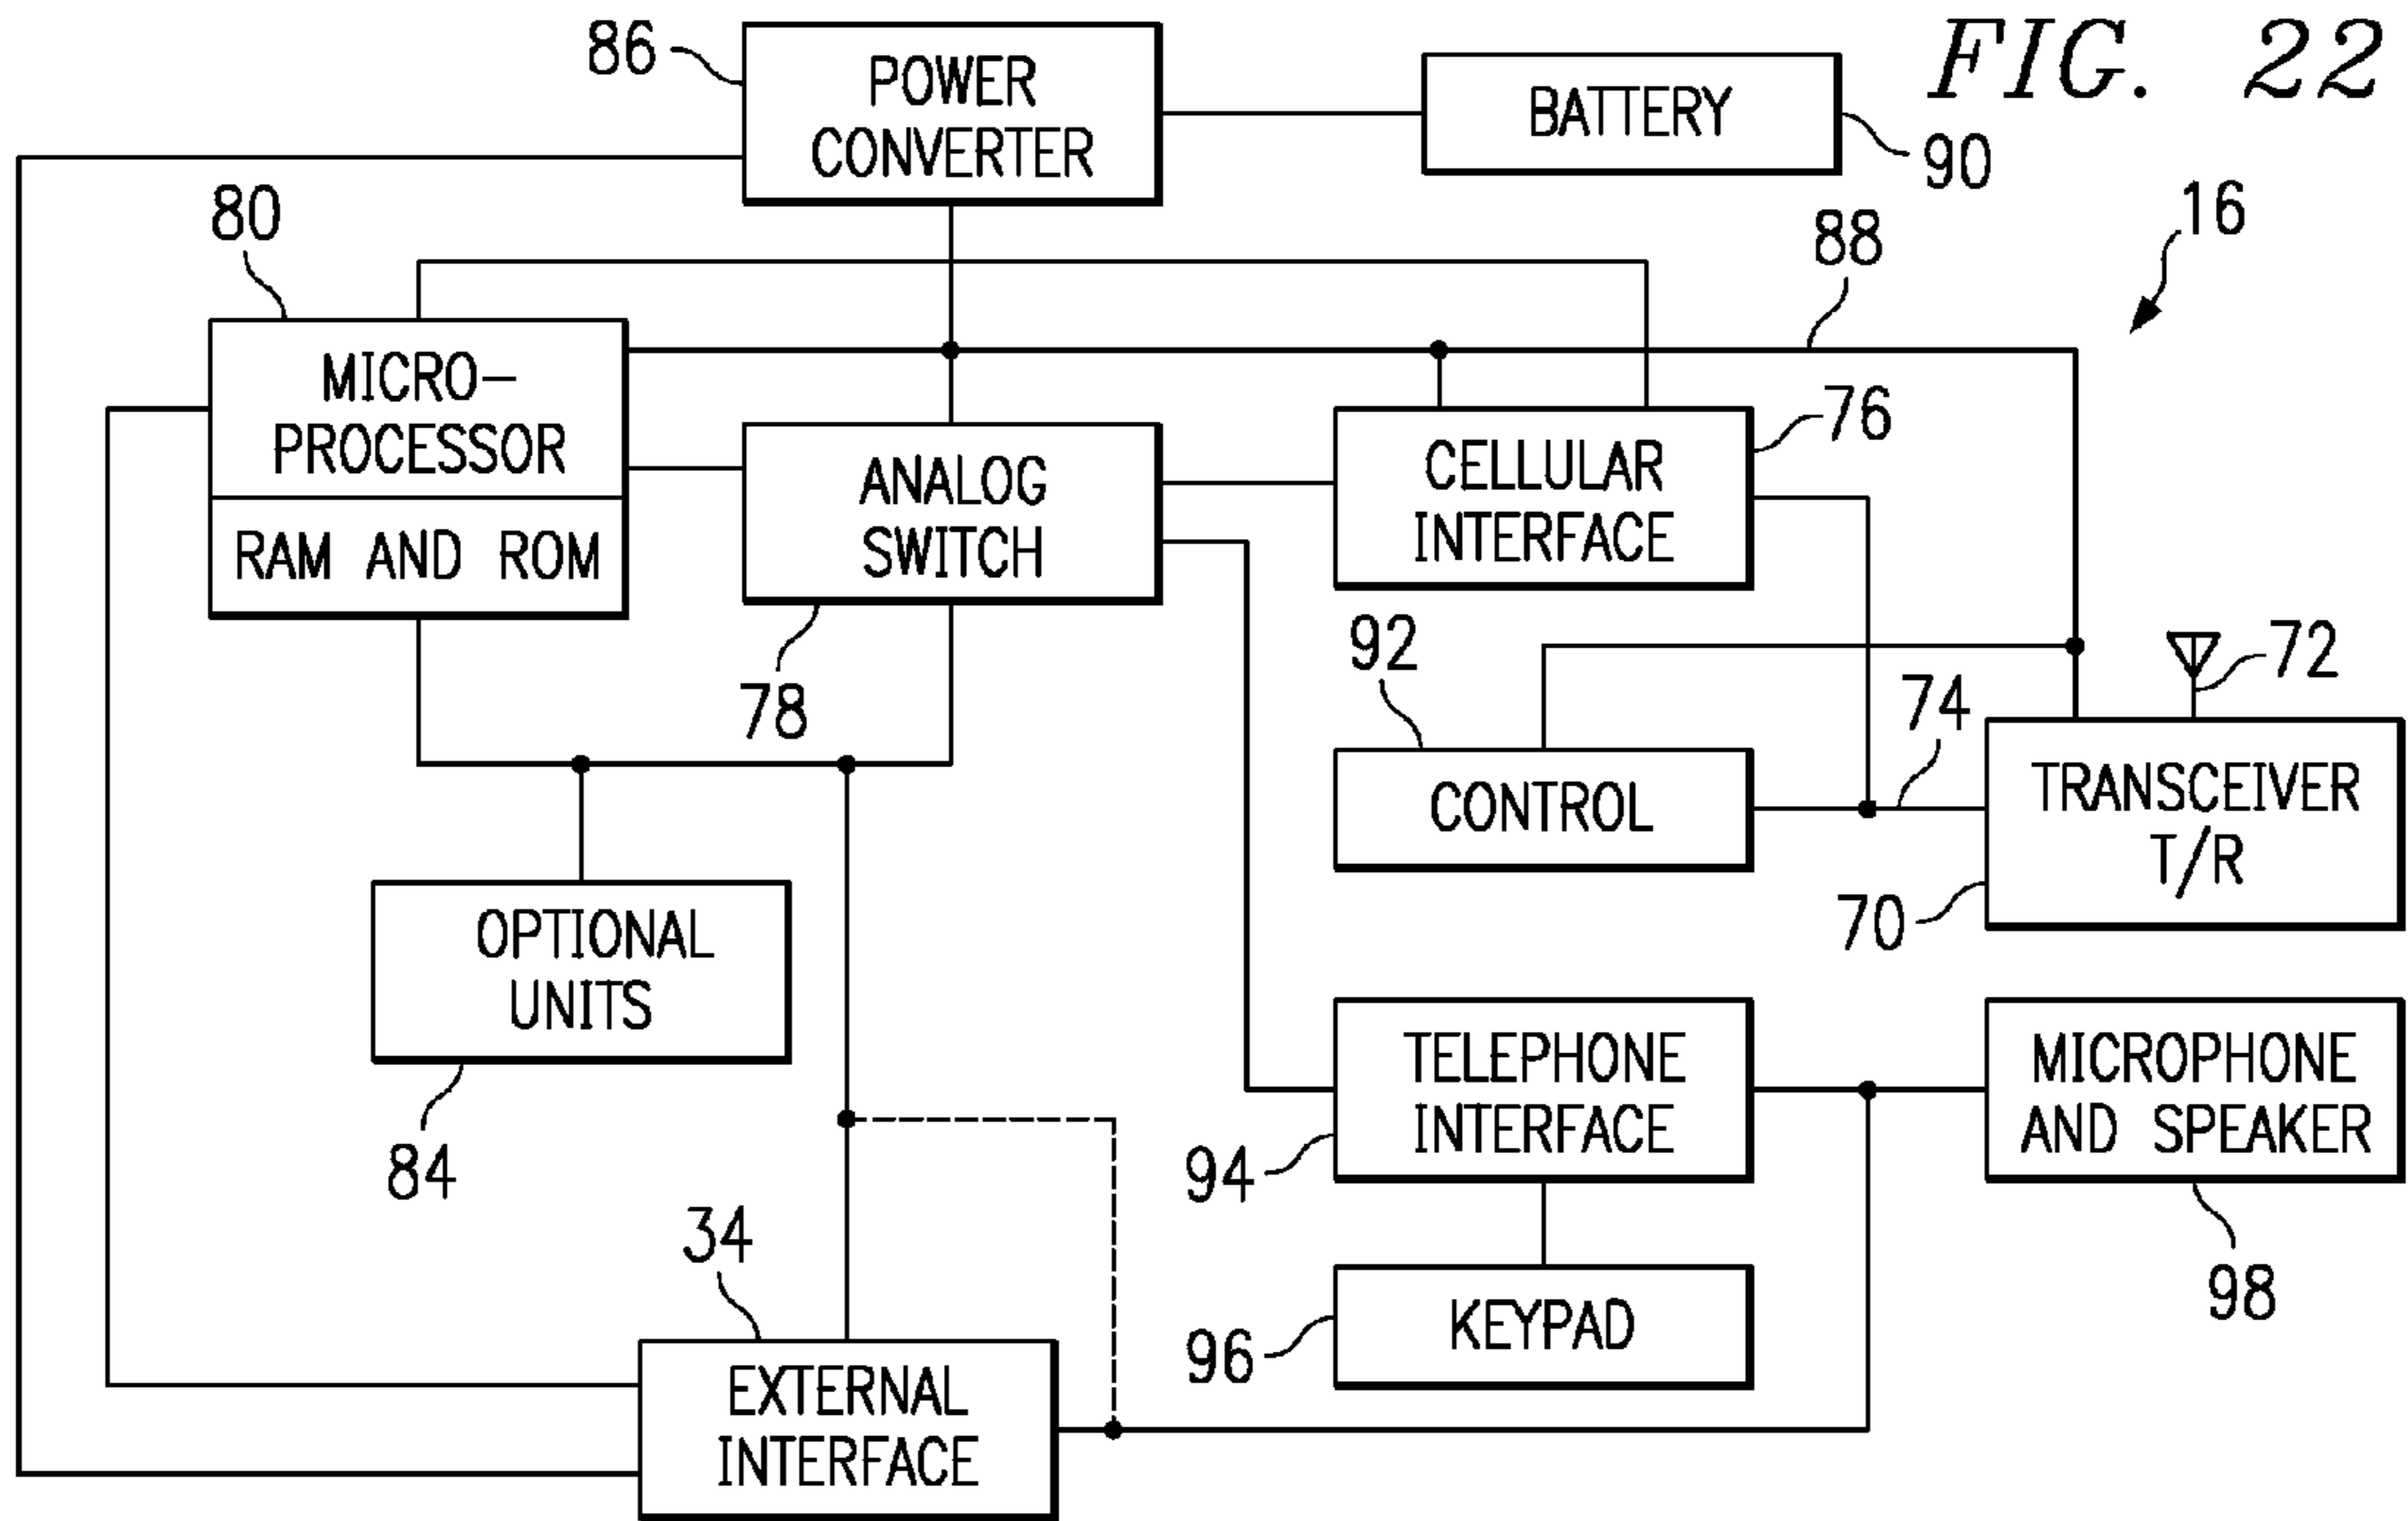 FIG. 22
86
POWER
CONVERTER
BATTERY
90
80
88
16
MICRO-
PROCESSOR
RAM AND ROM
ANALOG
SWITCH
78
CELLULAR
INTERFACE
76
92
CONTROL
74
72
TRANSCEIVER
T/R
70
OPTIONAL
UNITS
84
TELEPHONE
INTERFACE
94
MICROPHONE
AND SPEAKER
98
KEYPAD
96
34
EXTERNAL
INTERFACE